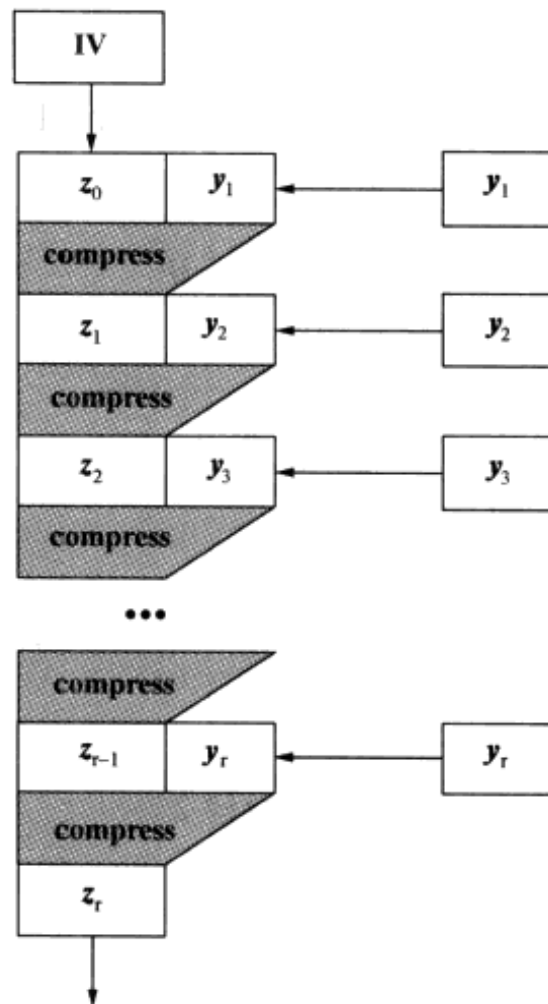 IV
z₀ y₁ y₁
compress
z₁ y₂ y₂
compress
z₂ y₃ y₃
compress
•••
compress
zᵣ₋₁ yᵣ yᵣ
compress
zᵣ